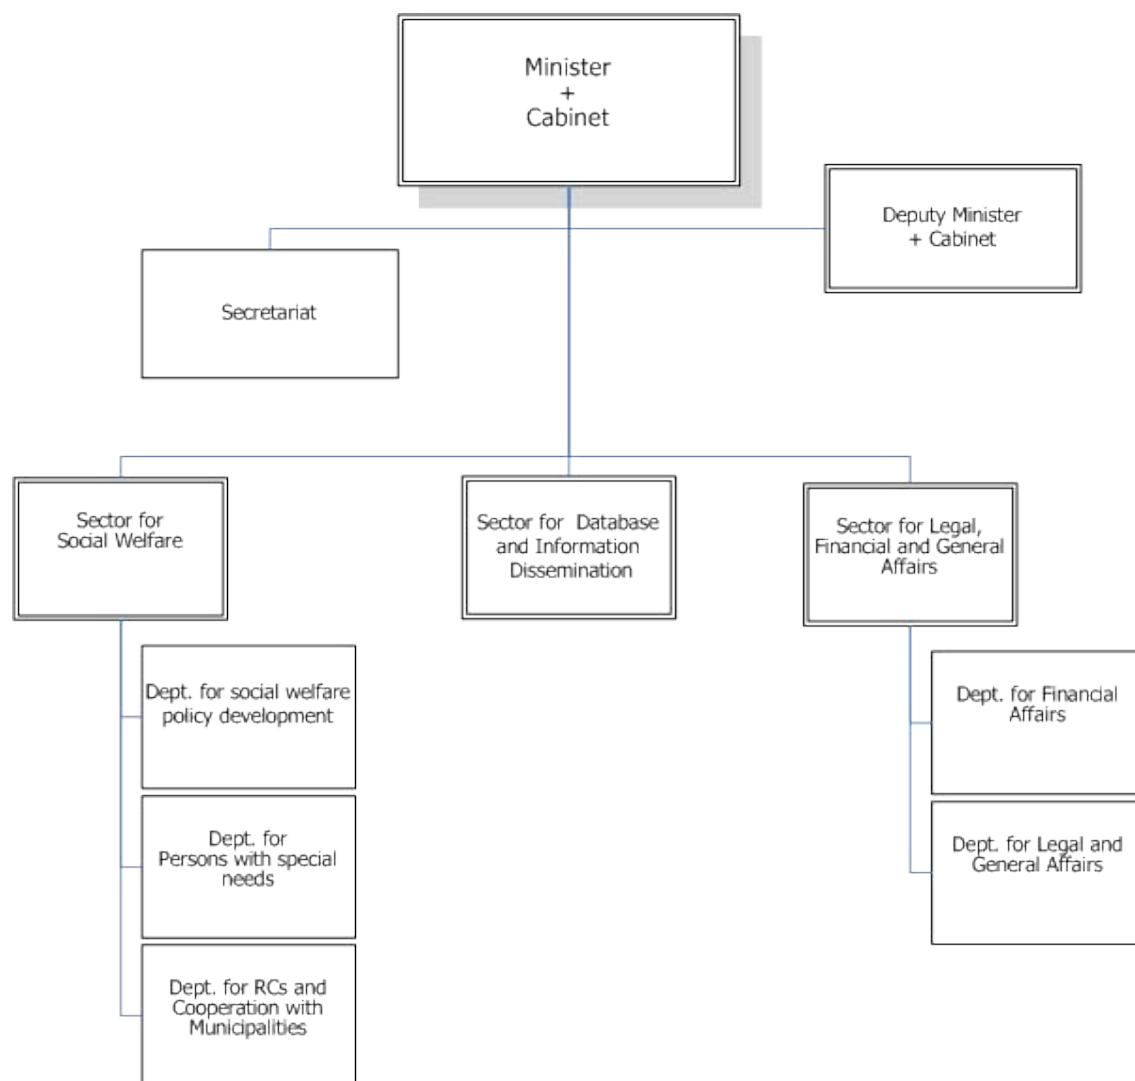 Minister
+
Cabinet
Deputy Minister
+ Cabinet
Secretariat
Sector for
Social Welfare
Sector for Database
and Information
Dissemination
Sector for Legal,
Financial and General
Affairs
Dept. for social welfare
policy development
Dept. for Financial
Affairs
Dept. for
Persons with special
needs
Dept. for Legal and
General Affairs
Dept. for RCs and
Cooperation with
Municipalities